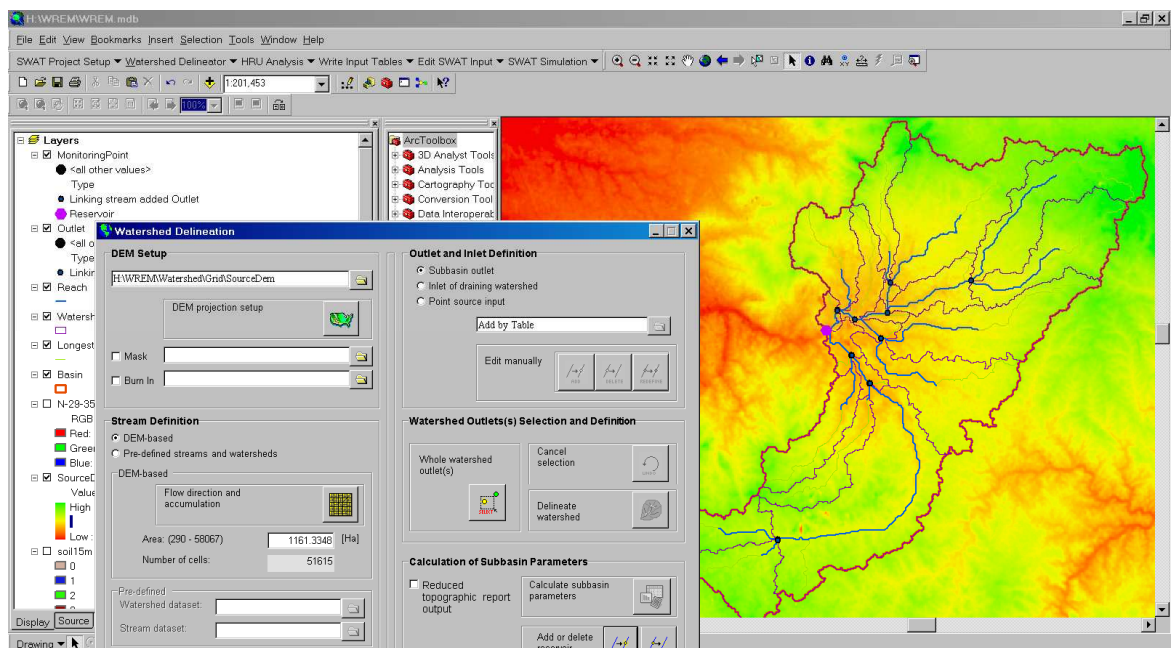 H:\WREM\WREM.mdb
File Edit View Bookmarks Insert Selection Tools Window Help
SWAT Project Setup Watershed Delineator HRU Analysis Write Input Tables Edit SWAT Input SWAT Simulation
1:201,453
100%
Layers
MonitoringPoint
<all other values>
Type
Linking stream added Outlet
Reservoir
Outlet
<all o
Type
Linkin
Reach
Watersh
Longest
Basin
N-29-35
RGB
Red:
Green
Blue:
SourceD
Value
High
Low :
soil15m
0
1
2
Display Source
Drawing
ArcToolbox
3D Analyst Tools
Analysis Tools
Cartography Too
Conversion Tool
Data Interoperab
Watershed Delineation
DEM Setup
H:\WREM\Watershed\Grid\SourceDem
DEM projection setup
Mask
Burn In
Stream Definition
DEM-based
Pre-defined streams and watersheds
DEM-based
Flow direction and
accumulation
Area: (290 - 58067) 1161.3348 [Ha]
Number of cells: 51615
Pre-defined
Watershed dataset:
Stream dataset:
Outlet and Inlet Definition
Subbasin outlet
Inlet of draining watershed
Point source input
Add by Table
Edit manually
ADD DELETE REDEFINE
Watershed Outlets(s) Selection and Definition
Whole watershed
outlet(s)
Cancel
selection
Delineate
watershed
Calculation of Subbasin Parameters
Reduced
topographic report
output
Calculate subbasin
parameters
Add or delete
reservoir